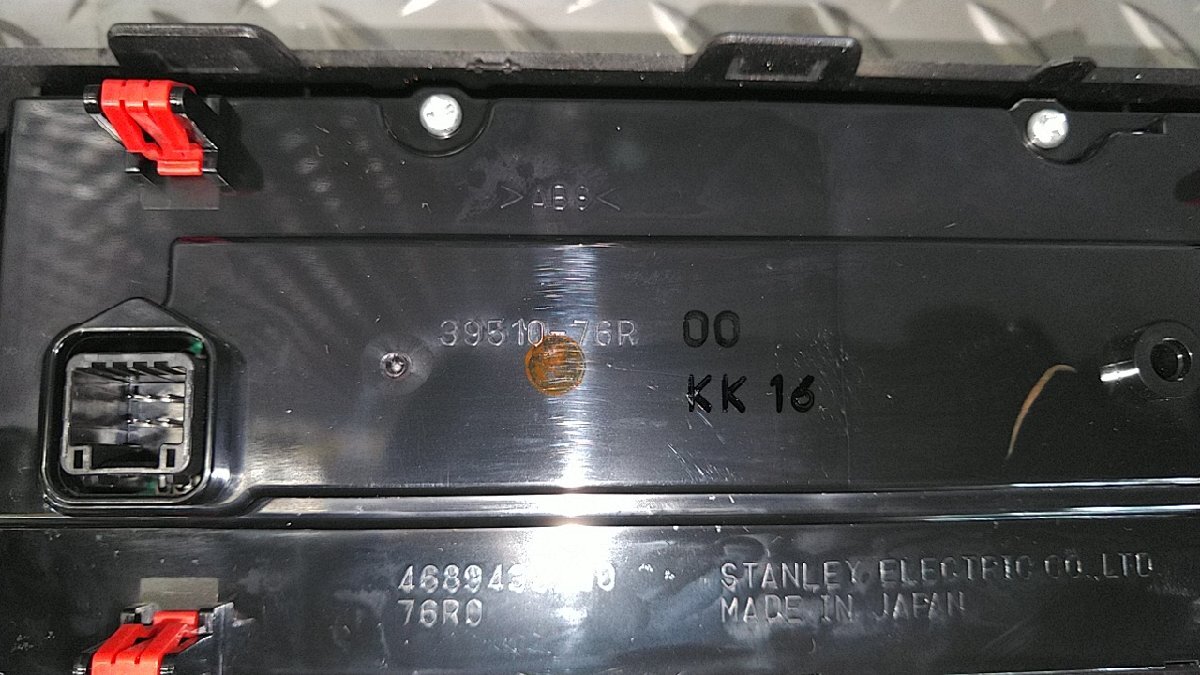 >ABS<
39510-76R 00
KK 16
76R0
STANLEY ELECTRIC CO.,LTD
MADE IN JAPAN